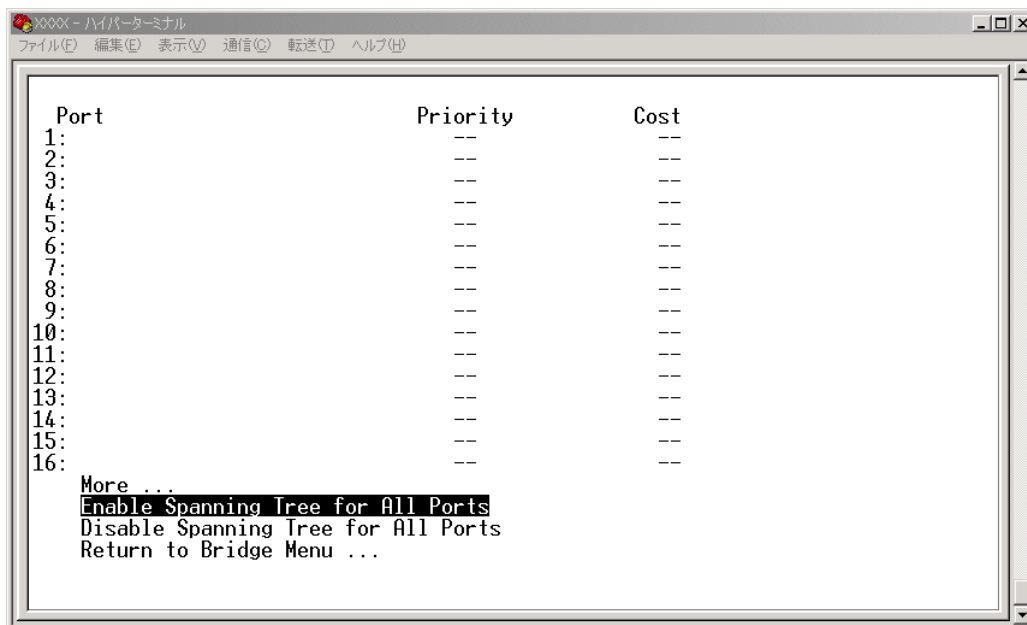 XXXX - ハイパーターミナル
ファイル(F) 編集(E) 表示(V) 通信(C) 転送(T) ヘルプ(H)
Port Priority Cost
1: -- --
2: -- --
3: -- --
4: -- --
5: -- --
6: -- --
7: -- --
8: -- --
9: -- --
10: -- --
11: -- --
12: -- --
13: -- --
14: -- --
15: -- --
16: -- --
More ...
Enable Spanning Tree for All Ports
Disable Spanning Tree for All Ports
Return to Bridge Menu ...